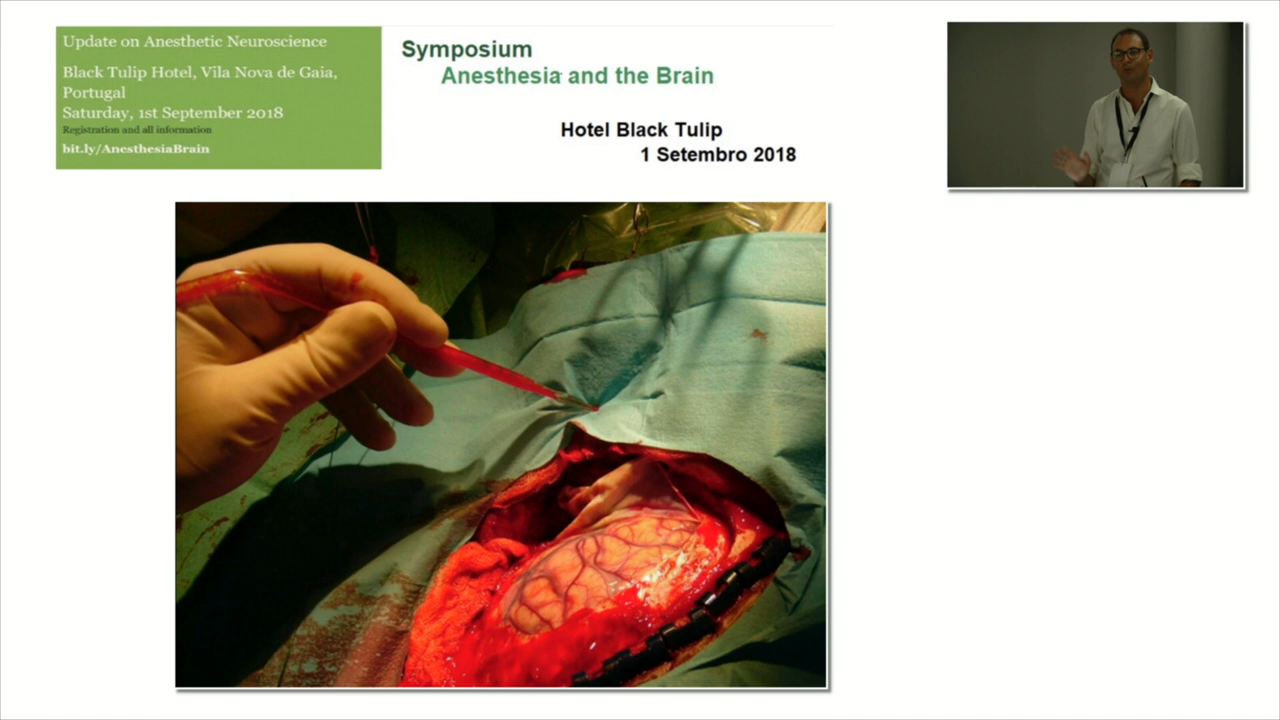 Update on Anesthetic Neuroscience
Black Tulip Hotel, Vila Nova de Gaia,
Portugal
Saturday, 1st September 2018
Registration and all information
bit.ly/AnesthesiaBrain
Symposium
Anesthesia and the Brain
Hotel Black Tulip
1 Setembro 2018